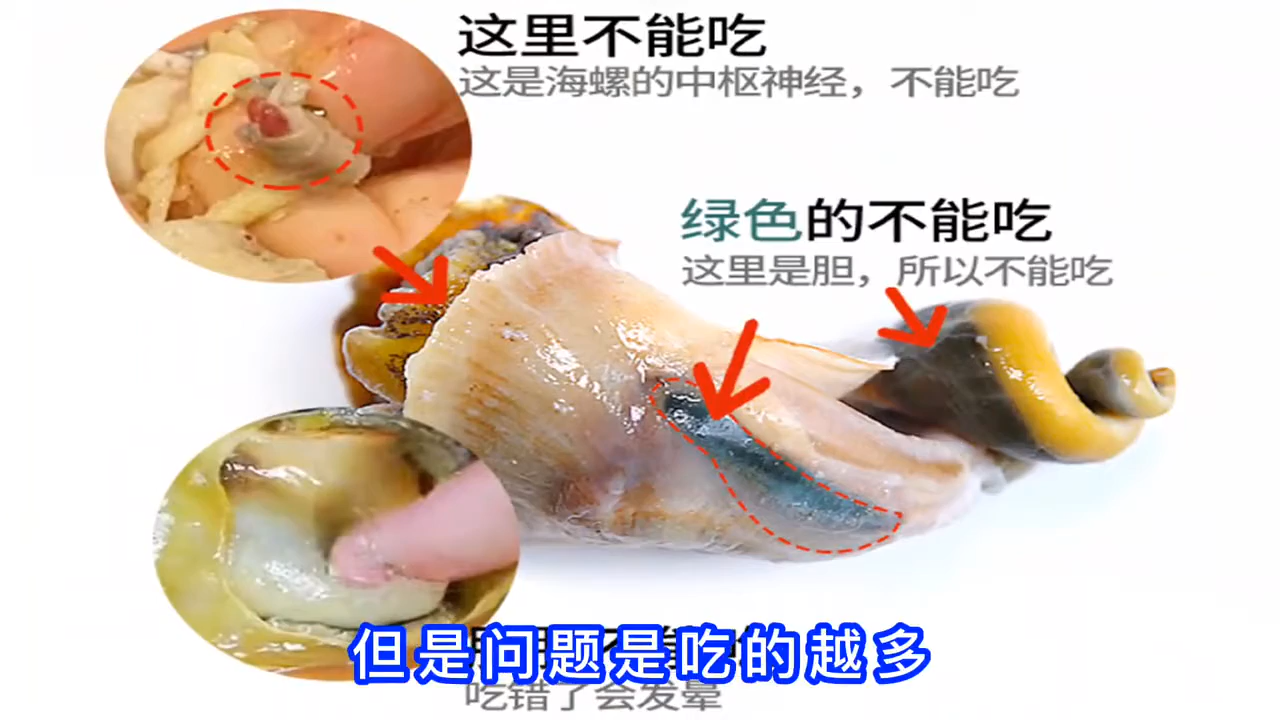 这里不能吃
这是海螺的中枢神经，不能吃
绿色的不能吃
这里是胆，所以不能吃
但是问题是吃的越多
吃错了会发晕